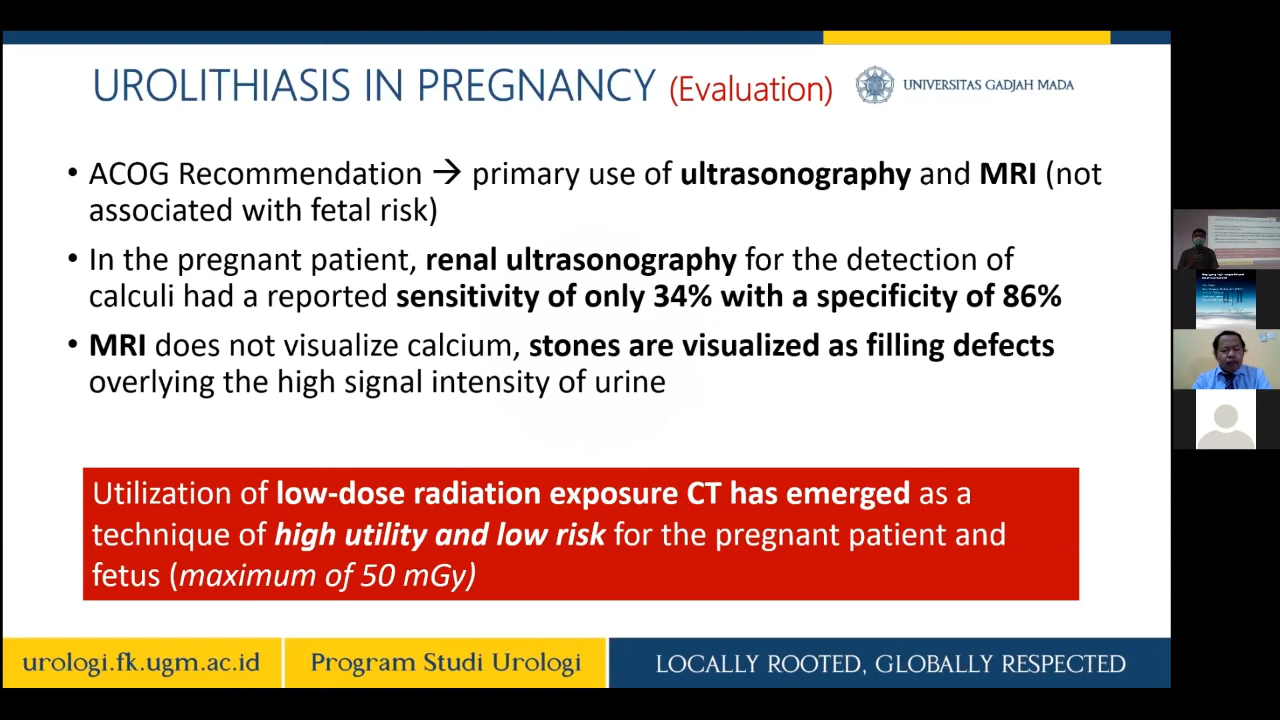 UROLITHIASIS IN PREGNANCY (Evaluation)
UNIVERSITAS GADJAH MADA
• ACOG Recommendation → primary use of ultrasonography and MRI (not
associated with fetal risk)
• In the pregnant patient, renal ultrasonography for the detection of
calculi had a reported sensitivity of only 34% with a specificity of 86%
• MRI does not visualize calcium, stones are visualized as filling defects
overlying the high signal intensity of urine
Utilization of low-dose radiation exposure CT has emerged as a
technique of high utility and low risk for the pregnant patient and
fetus (maximum of 50 mGy)
urologi.fk.ugm.ac.id
Program Studi Urologi
LOCALLY ROOTED, GLOBALLY RESPECTED